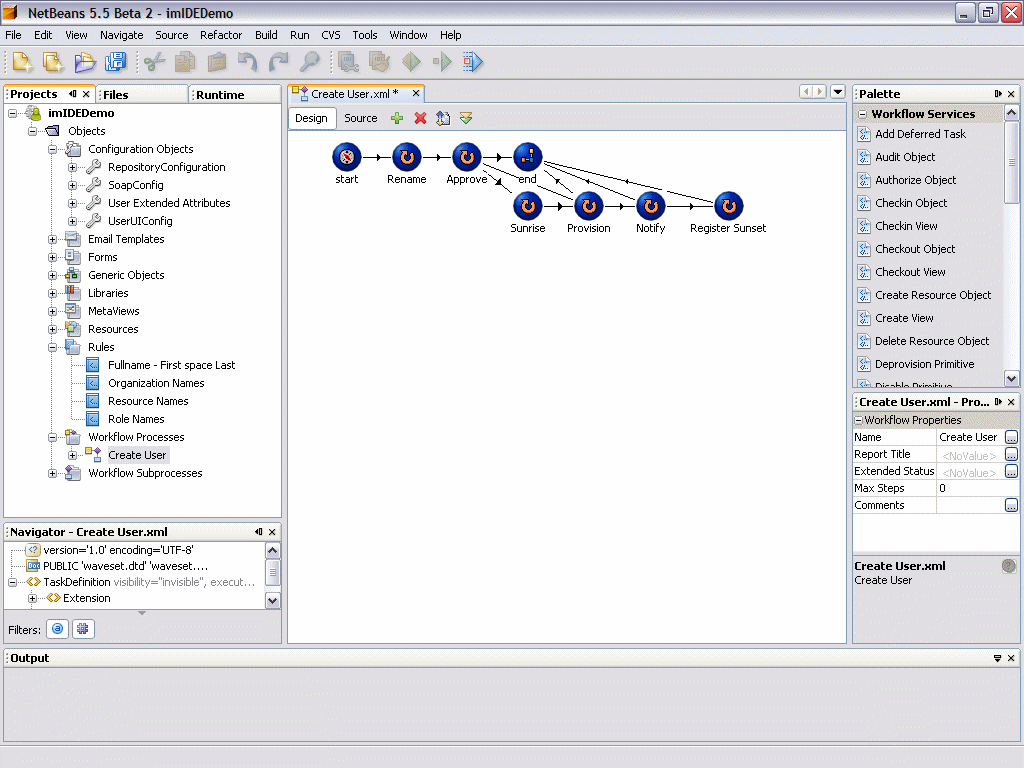 NetBeans 5.5 Beta 2 - imIDEDemo
File Edit View Navigate Source Refactor Build Run CVS Tools Window Help
Projects
Files
Runtime
imIDEDemo
Objects
Configuration Objects
RepositoryConfiguration
SoapConfig
User Extended Attributes
UserUIConfig
Email Templates
Forms
Generic Objects
Libraries
MetaViews
Resources
Rules
Fullname - First space Last
Organization Names
Resource Names
Role Names
Workflow Processes
Create User
Workflow Subprocesses
Navigator - Create User.xml
version='1.0' encoding='UTF-8'
PUBLIC 'waveset.dtd' 'waveset....
TaskDefinition visibility="invisible", execut...
Extension
Filters:
Create User.xml *
Design
Source
start
Rename
Approve
end
Sunrise
Provision
Notify
Register Sunset
Palette
Workflow Services
Add Deferred Task
Audit Object
Authorize Object
Checkin Object
Checkin View
Checkout Object
Checkout View
Create Resource Object
Create View
Delete Resource Object
Deprovision Primitive
Disable Primitive
Create User.xml - Pro...
Workflow Properties
Name Create User ...
Report Title <NoValue> ...
Extended Status <NoValue> ...
Max Steps 0
Comments ...
Create User.xml
Create User
Output